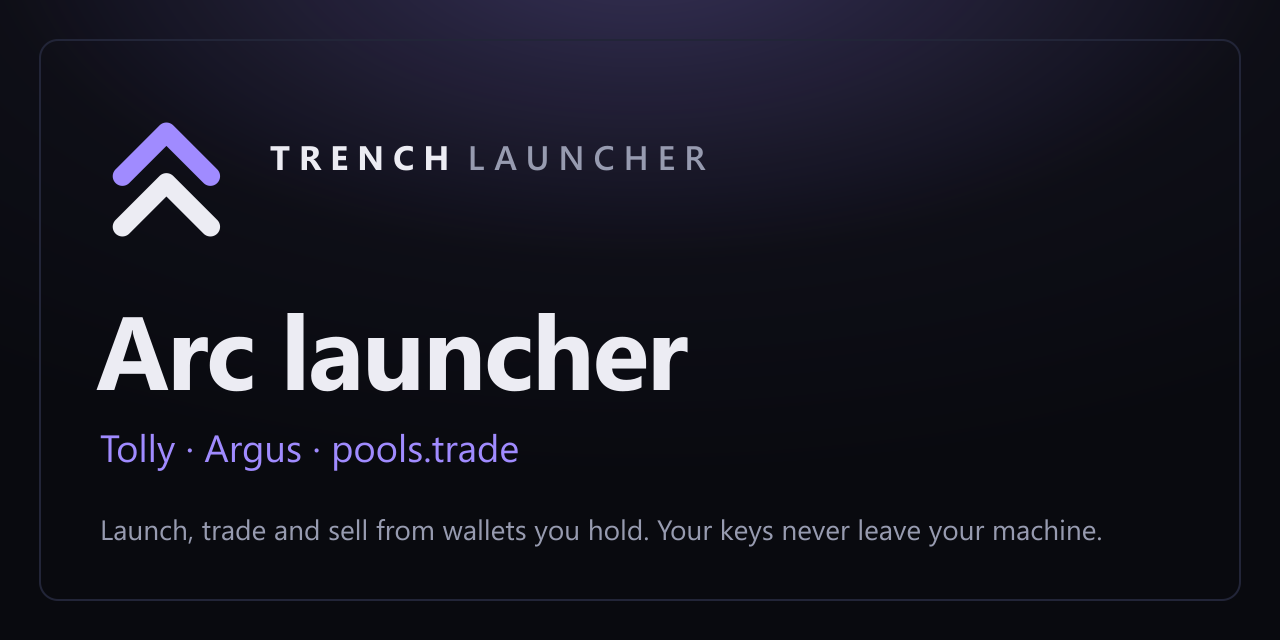 TRENCH LAUNCHER
Arc launcher
Tolly · Argus · pools.trade
Launch, trade and sell from wallets you hold. Your keys never leave your machine.